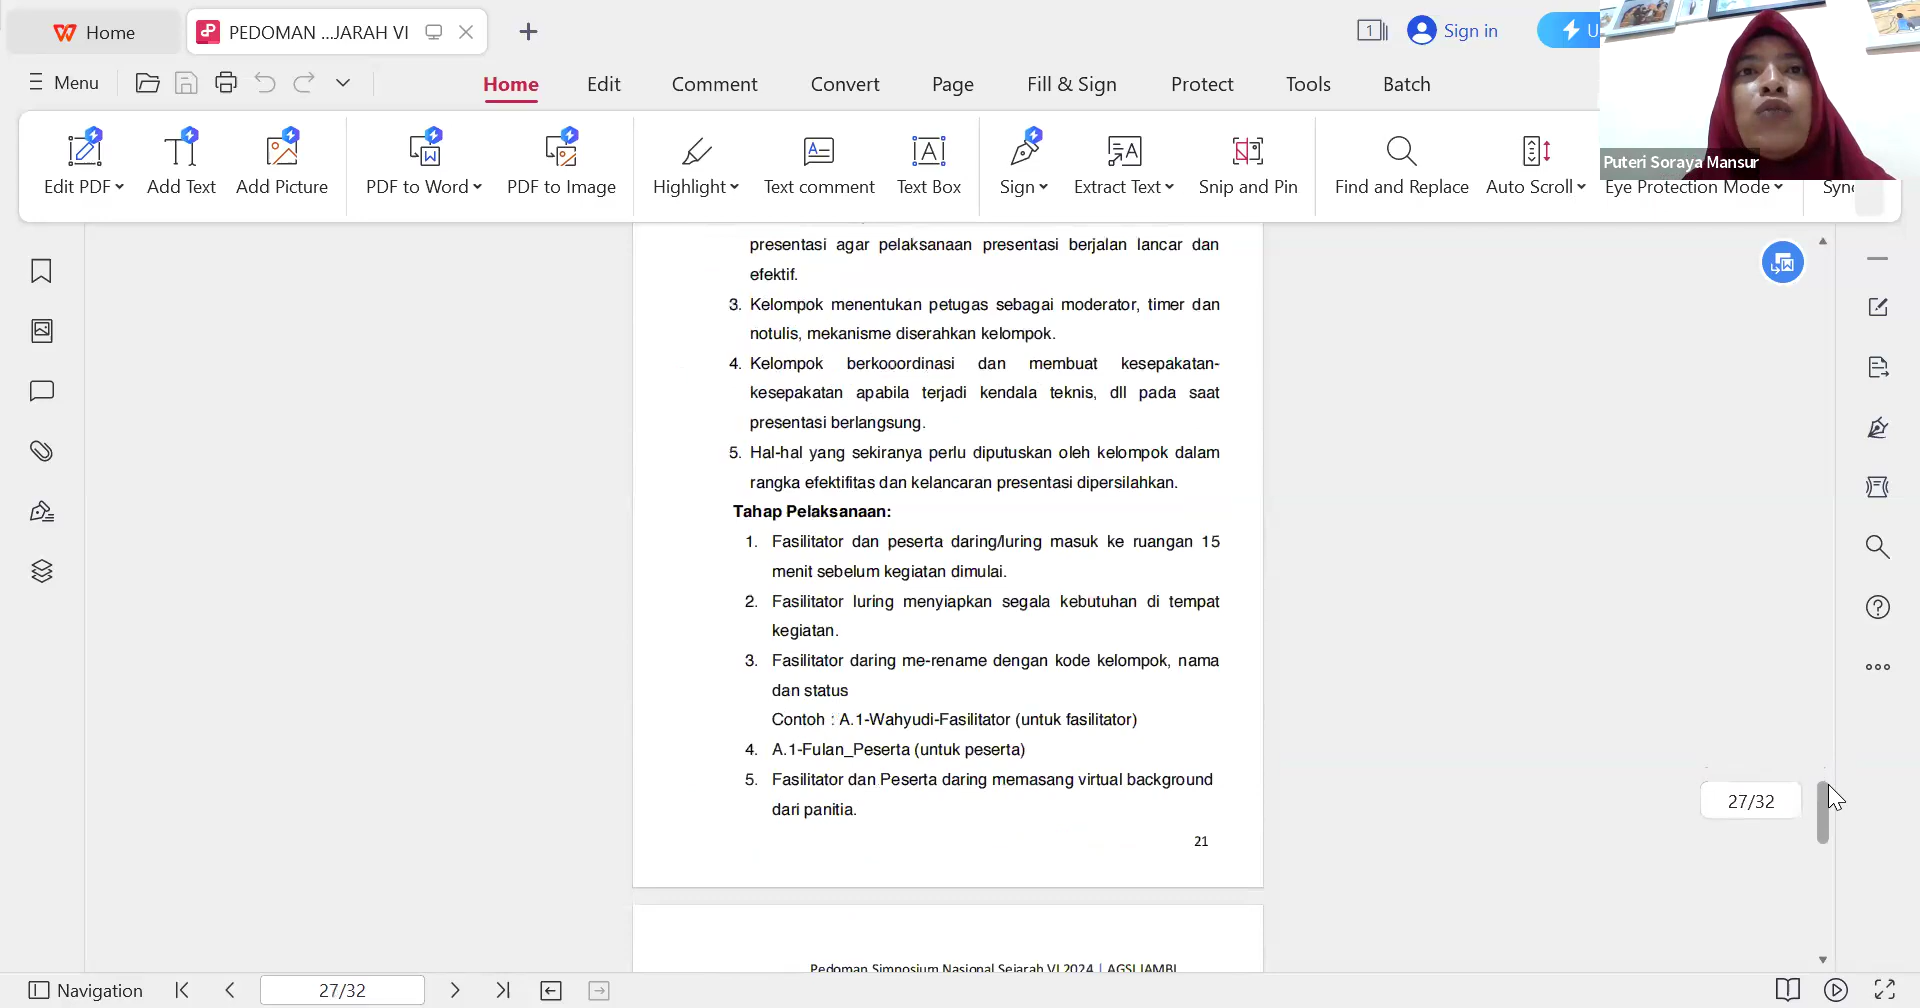 Home
PEDOMAN ...JARAH VI
1
Sign in
U
Menu
Home
Edit
Comment
Convert
Page
Fill & Sign
Protect
Tools
Batch
Edit PDF
Add Text
Add Picture
PDF to Word
PDF to Image
Highlight
Text comment
Text Box
Sign
Extract Text
Snip and Pin
Find and Replace
Auto Scroll
Eye Protection Mode
Sync
Puteri Soraya Mansur
presentasi agar pelaksanaan presentasi berjalan lancar dan
efektif.
3. Kelompok menentukan petugas sebagai moderator, timer dan
notulis, mekanisme diserahkan kelompok.
4. Kelompok berkooordinasi dan membuat kesepakatan-
kesepakatan apabila terjadi kendala teknis, dll pada saat
presentasi berlangsung.
5. Hal-hal yang sekiranya perlu diputuskan oleh kelompok dalam
rangka efektifitas dan kelancaran presentasi dipersilahkan.
Tahap Pelaksanaan:
1. Fasilitator dan peserta daring/luring masuk ke ruangan 15
menit sebelum kegiatan dimulai.
2. Fasilitator luring menyiapkan segala kebutuhan di tempat
kegiatan.
3. Fasilitator daring me-rename dengan kode kelompok, nama
dan status
Contoh : A.1-Wahyudi-Fasilitator (untuk fasilitator)
4. A.1-Fulan_Peserta (untuk peserta)
5. Fasilitator dan Peserta daring memasang virtual background
dari panitia.
21
27/32
Pedoman Simposium Nasional Sejarah VI 2024 | AGSI JAMBI
Navigation
27/32